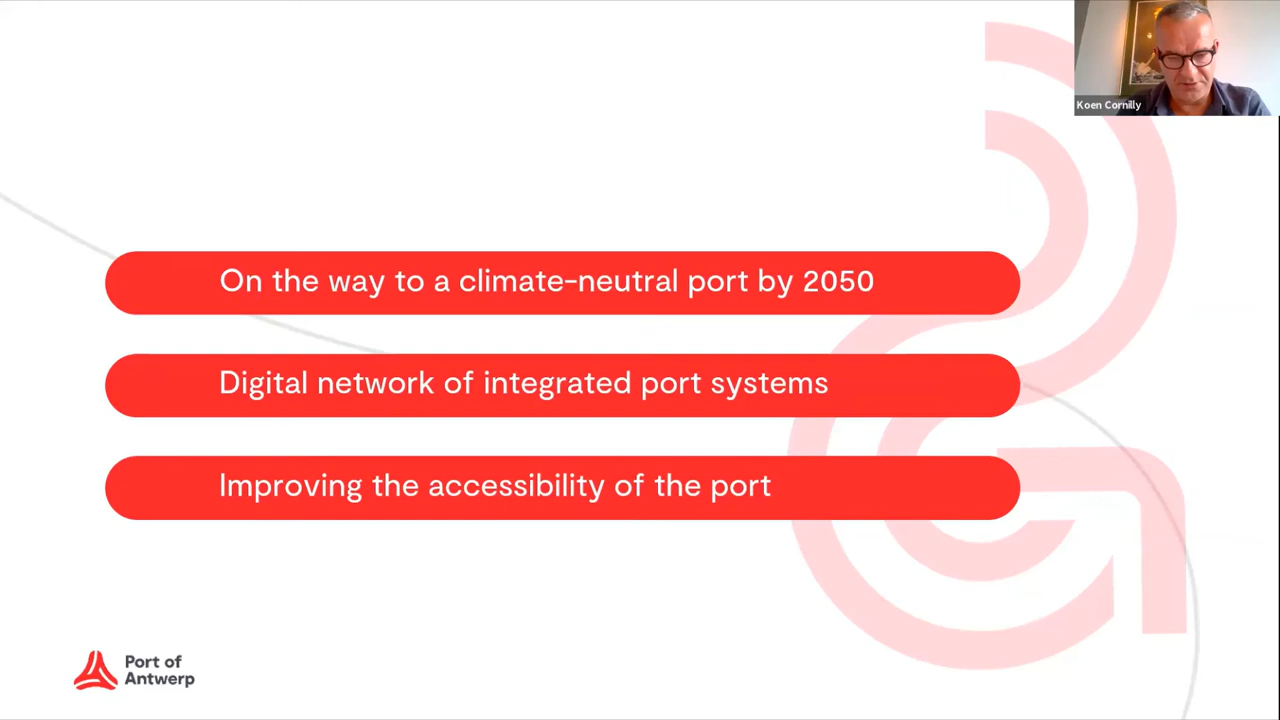 Koen Cornilly
On the way to a climate-neutral port by 2050
Digital network of integrated port systems
Improving the accessibility of the port
Port of
Antwerp